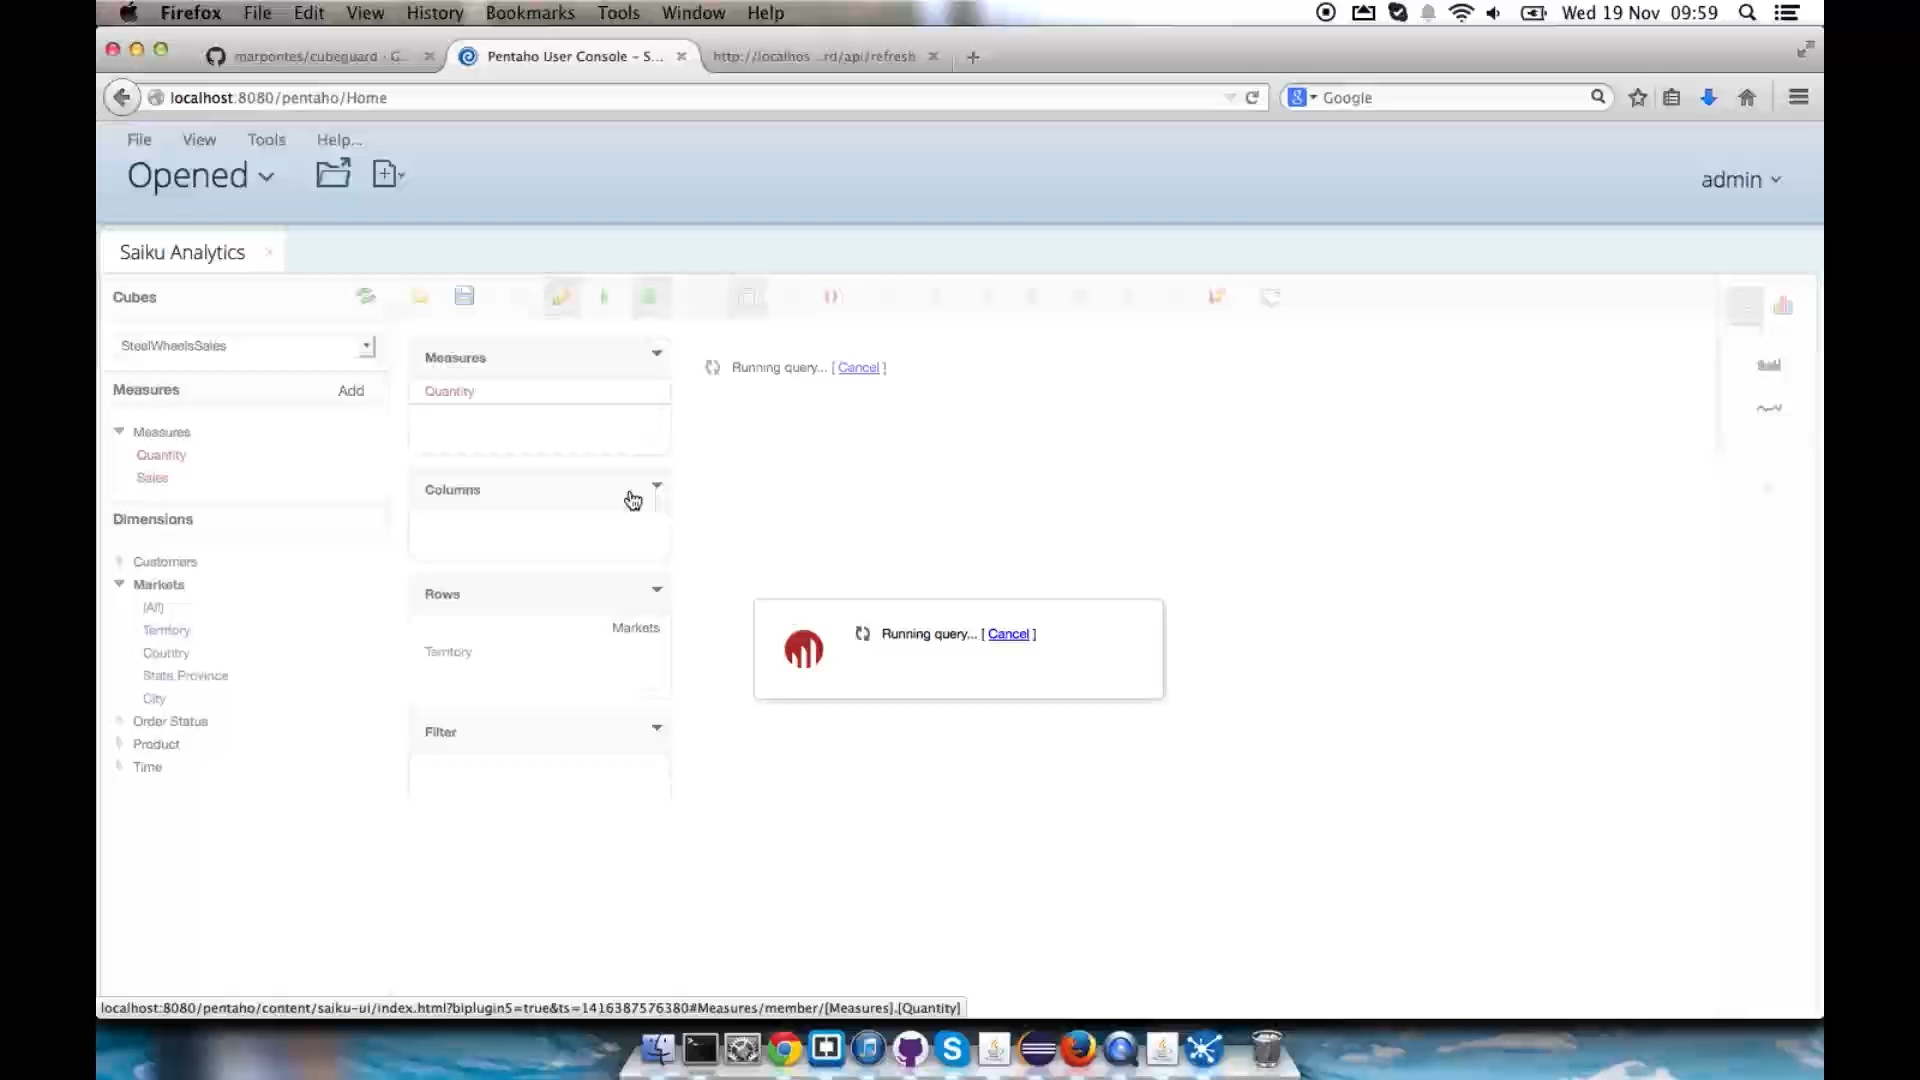 Firefox File Edit View History Bookmarks Tools Window Help Wed 19 Nov 09:59
marpontes/cubeguard · G... Pentaho User Console – S... http://localhos...rd/api/refresh
localhost:8080/pentaho/Home Google
File View Tools Help...
Opened admin
Saiku Analytics
Cubes
SteelWheelsSales
Measures Add
Measures
Quantity
Sales
Dimensions
Customers
Markets
(All)
Territory
Country
State Province
City
Order Status
Product
Time
Measures
Quantity
Columns
Rows
Markets
Territory
Filter
Running query... [ Cancel ]
Running query... [ Cancel ]
localhost:8080/pentaho/content/saiku-ui/index.html?biplugin5=true&ts=1416387576380#Measures/member/[Measures].[Quantity]